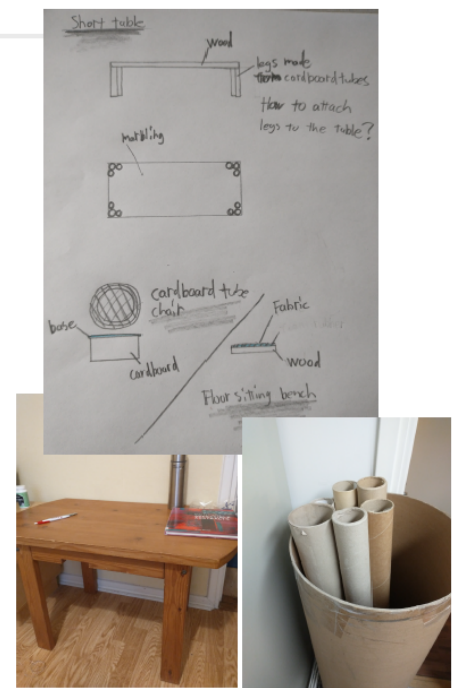 Short table
wood
legs made
cardboard tubes
How to attach
legs to the table?
marbling
cardboard tube
chair
base
cardboard
Fabric
wood
Floor sitting bench